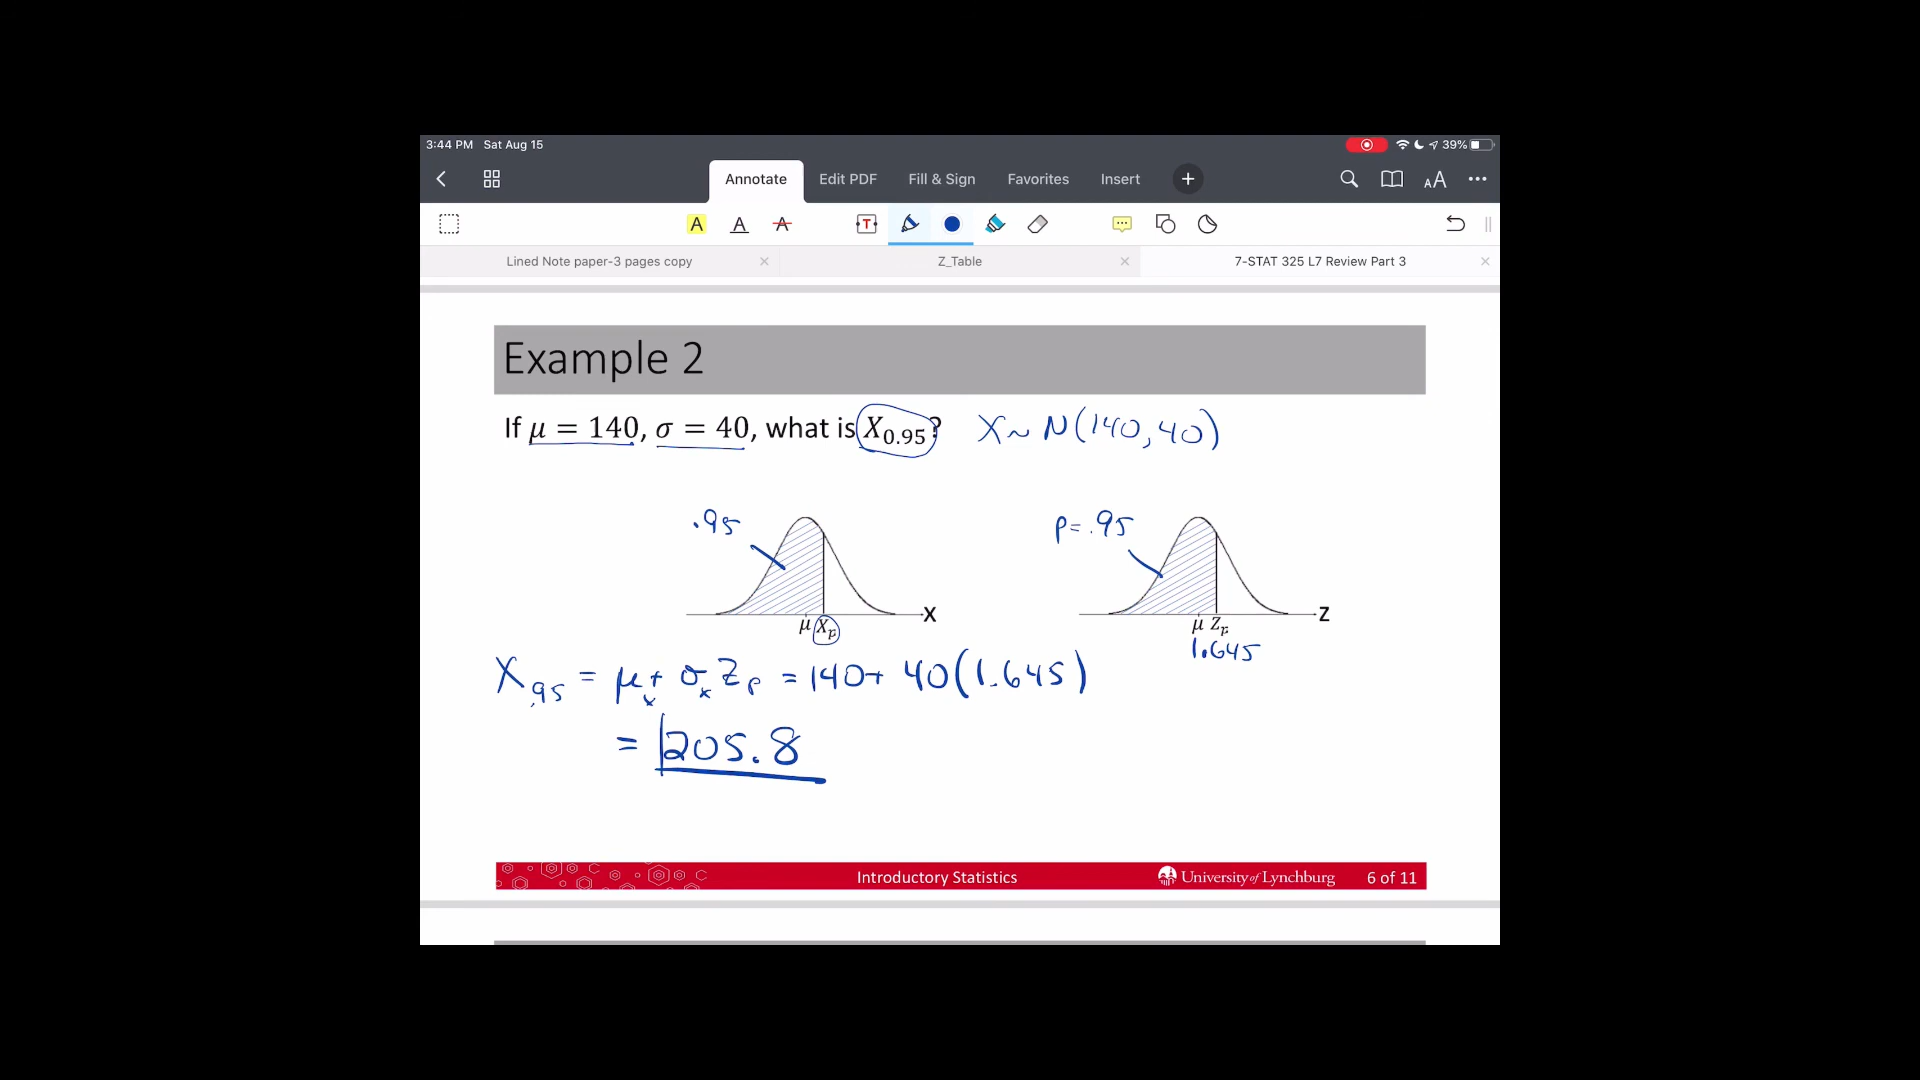 3:44 PM Sat Aug 15 39%
Annotate Edit PDF Fill & Sign Favorites Insert + AA
A A A T
Lined Note paper-3 pages copy × Z_Table × 7-STAT 325 L7 Review Part 3 ×
Example 2
If μ = 140, σ = 40, what is X₀.₉₅? X ~ N(140,40)
.95 p = .95
μ Xₚ X μ Zₚ Z
1.645
X.95 = μₓ + σₓ Zₚ = 140 + 40(1.645)
= 205.8
Introductory Statistics University of Lynchburg 6 of 11